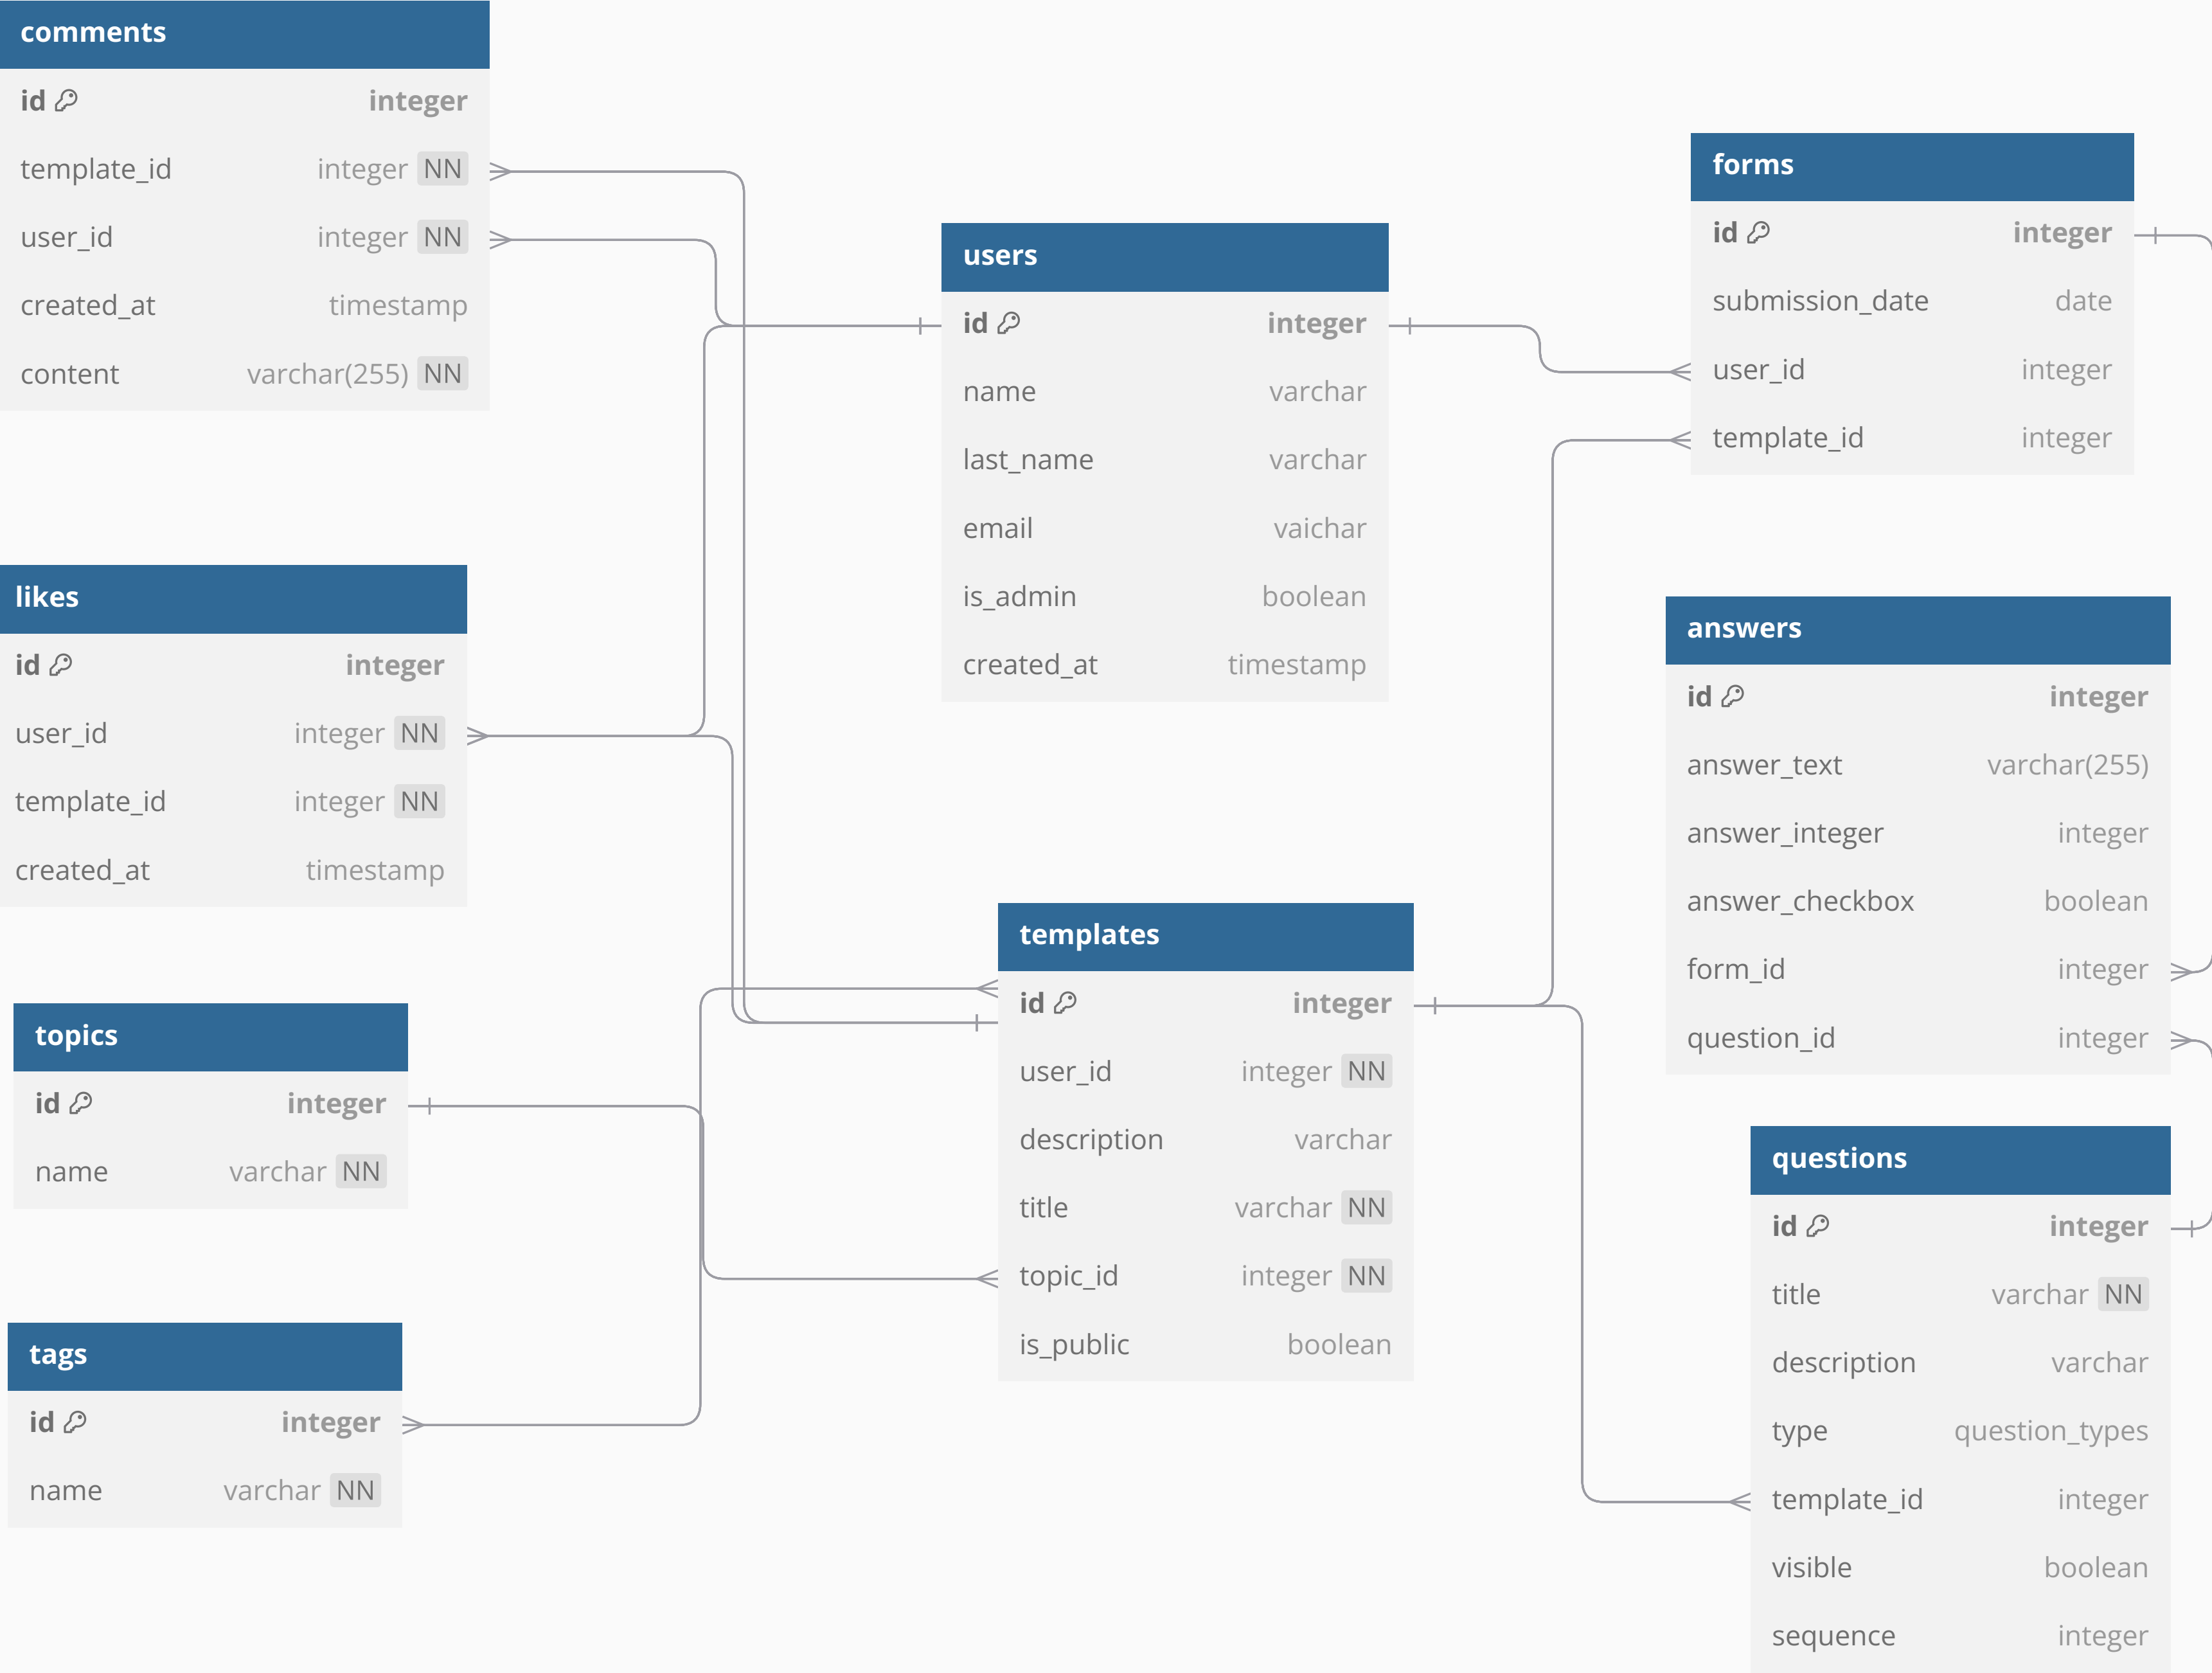 comments
id integer
template_id integer NN
user_id integer NN
created_at timestamp
content varchar(255) NN
likes
id integer
user_id integer NN
template_id integer NN
created_at timestamp
topics
id integer
name varchar NN
tags
id integer
name varchar NN
users
id integer
name varchar
last_name varchar
email vaichar
is_admin boolean
created_at timestamp
templates
id integer
user_id integer NN
description varchar
title varchar NN
topic_id integer NN
is_public boolean
forms
id integer
submission_date date
user_id integer
template_id integer
answers
id integer
answer_text varchar(255)
answer_integer integer
answer_checkbox boolean
form_id integer
question_id integer
questions
id integer
title varchar NN
description varchar
type question_types
template_id integer
visible boolean
sequence integer